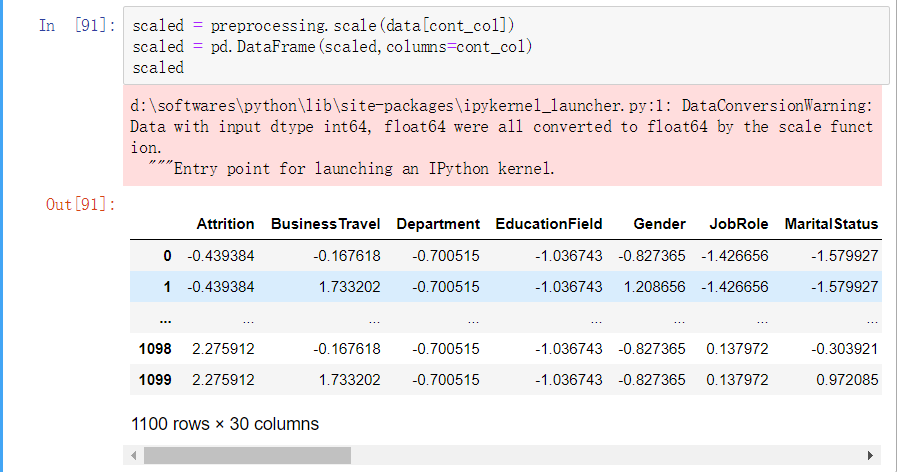 In [91]: scaled = preprocessing.scale(data[cont_col])
scaled = pd.DataFrame(scaled,columns=cont_col)
scaled
d:\softwares\python\lib\site-packages\ipykernel_launcher.py:1: DataConversionWarning:
Data with input dtype int64, float64 were all converted to float64 by the scale funct
ion.
"""Entry point for launching an IPython kernel.
Out[91]:
Attrition BusinessTravel Department EducationField Gender JobRole MaritalStatus
0 -0.439384 -0.167618 -0.700515 -1.036743 -0.827365 -1.426656 -1.579927
1 -0.439384 1.733202 -0.700515 -1.036743 1.208656 -1.426656 -1.579927
... ... ... ... ... ... ... ...
1098 2.275912 -0.167618 -0.700515 -1.036743 -0.827365 0.137972 -0.303921
1099 2.275912 1.733202 -0.700515 -1.036743 -0.827365 0.137972 0.972085
1100 rows × 30 columns